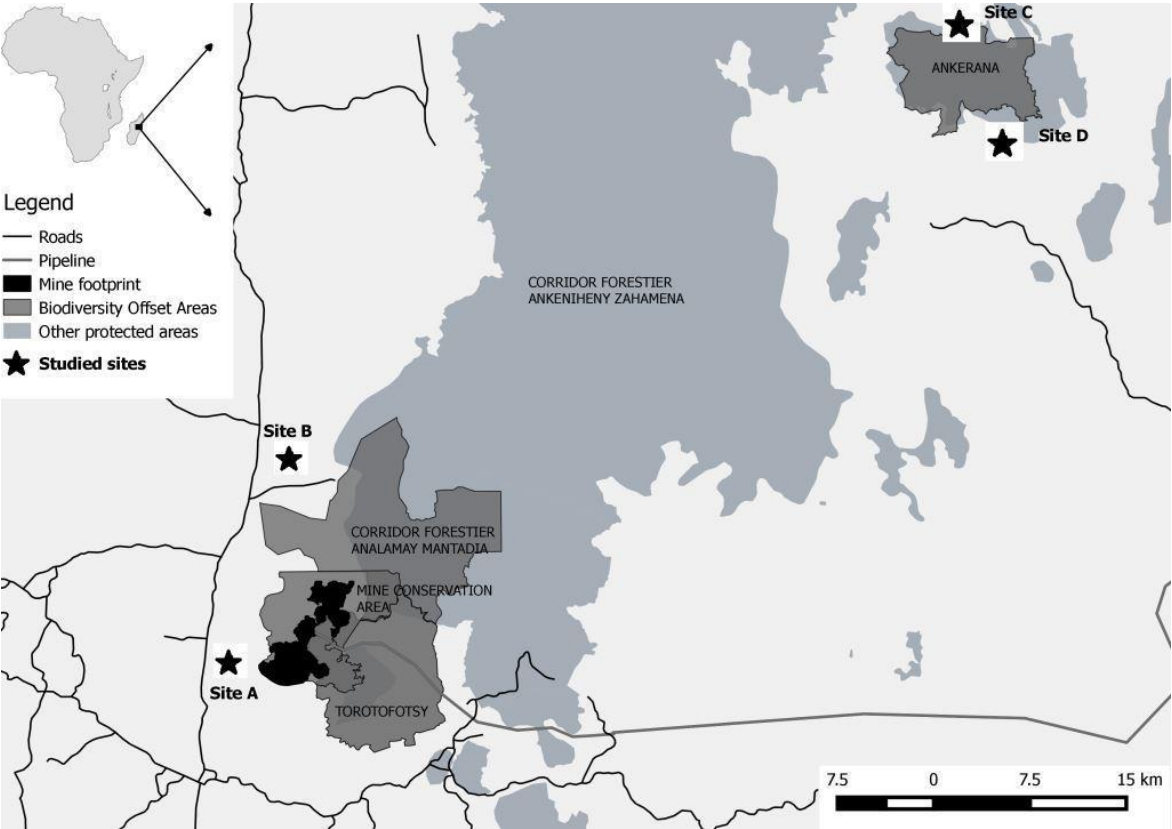 Site C
ANKERANA
Site D
Legend
Roads
Pipeline
Mine footprint
Biodiversity Offset Areas
Other protected areas
Studied sites
CORRIDOR FORESTIER
ANKENIHENY ZAHAMENA
Site B
CORRIDOR FORESTIER
ANALAMAY MANTADIA
MINE CONSERVATION
AREA
Site A
TOROTOFOTSY
7.5 0 7.5 15 km